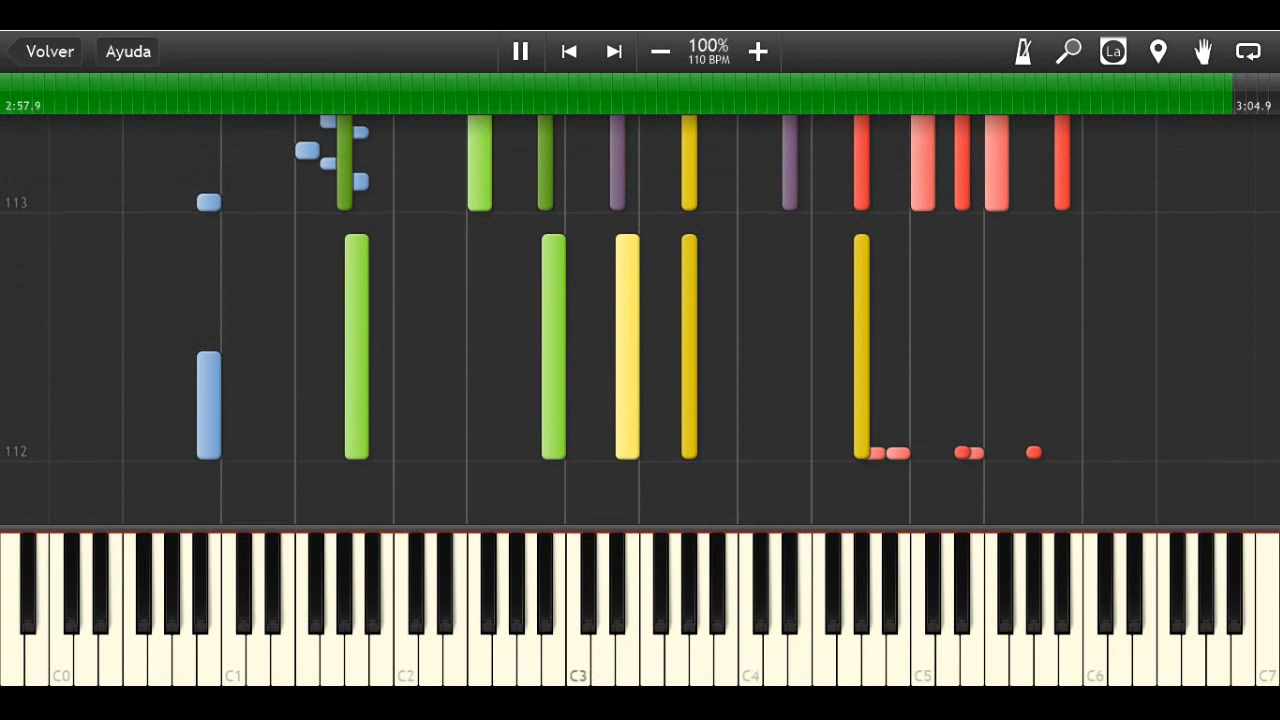 Volver
Ayuda
100%
110 BPM
La
2:57.9
3:04.9
113
112
C0
C1
C2
C3
C4
C5
C6
C7